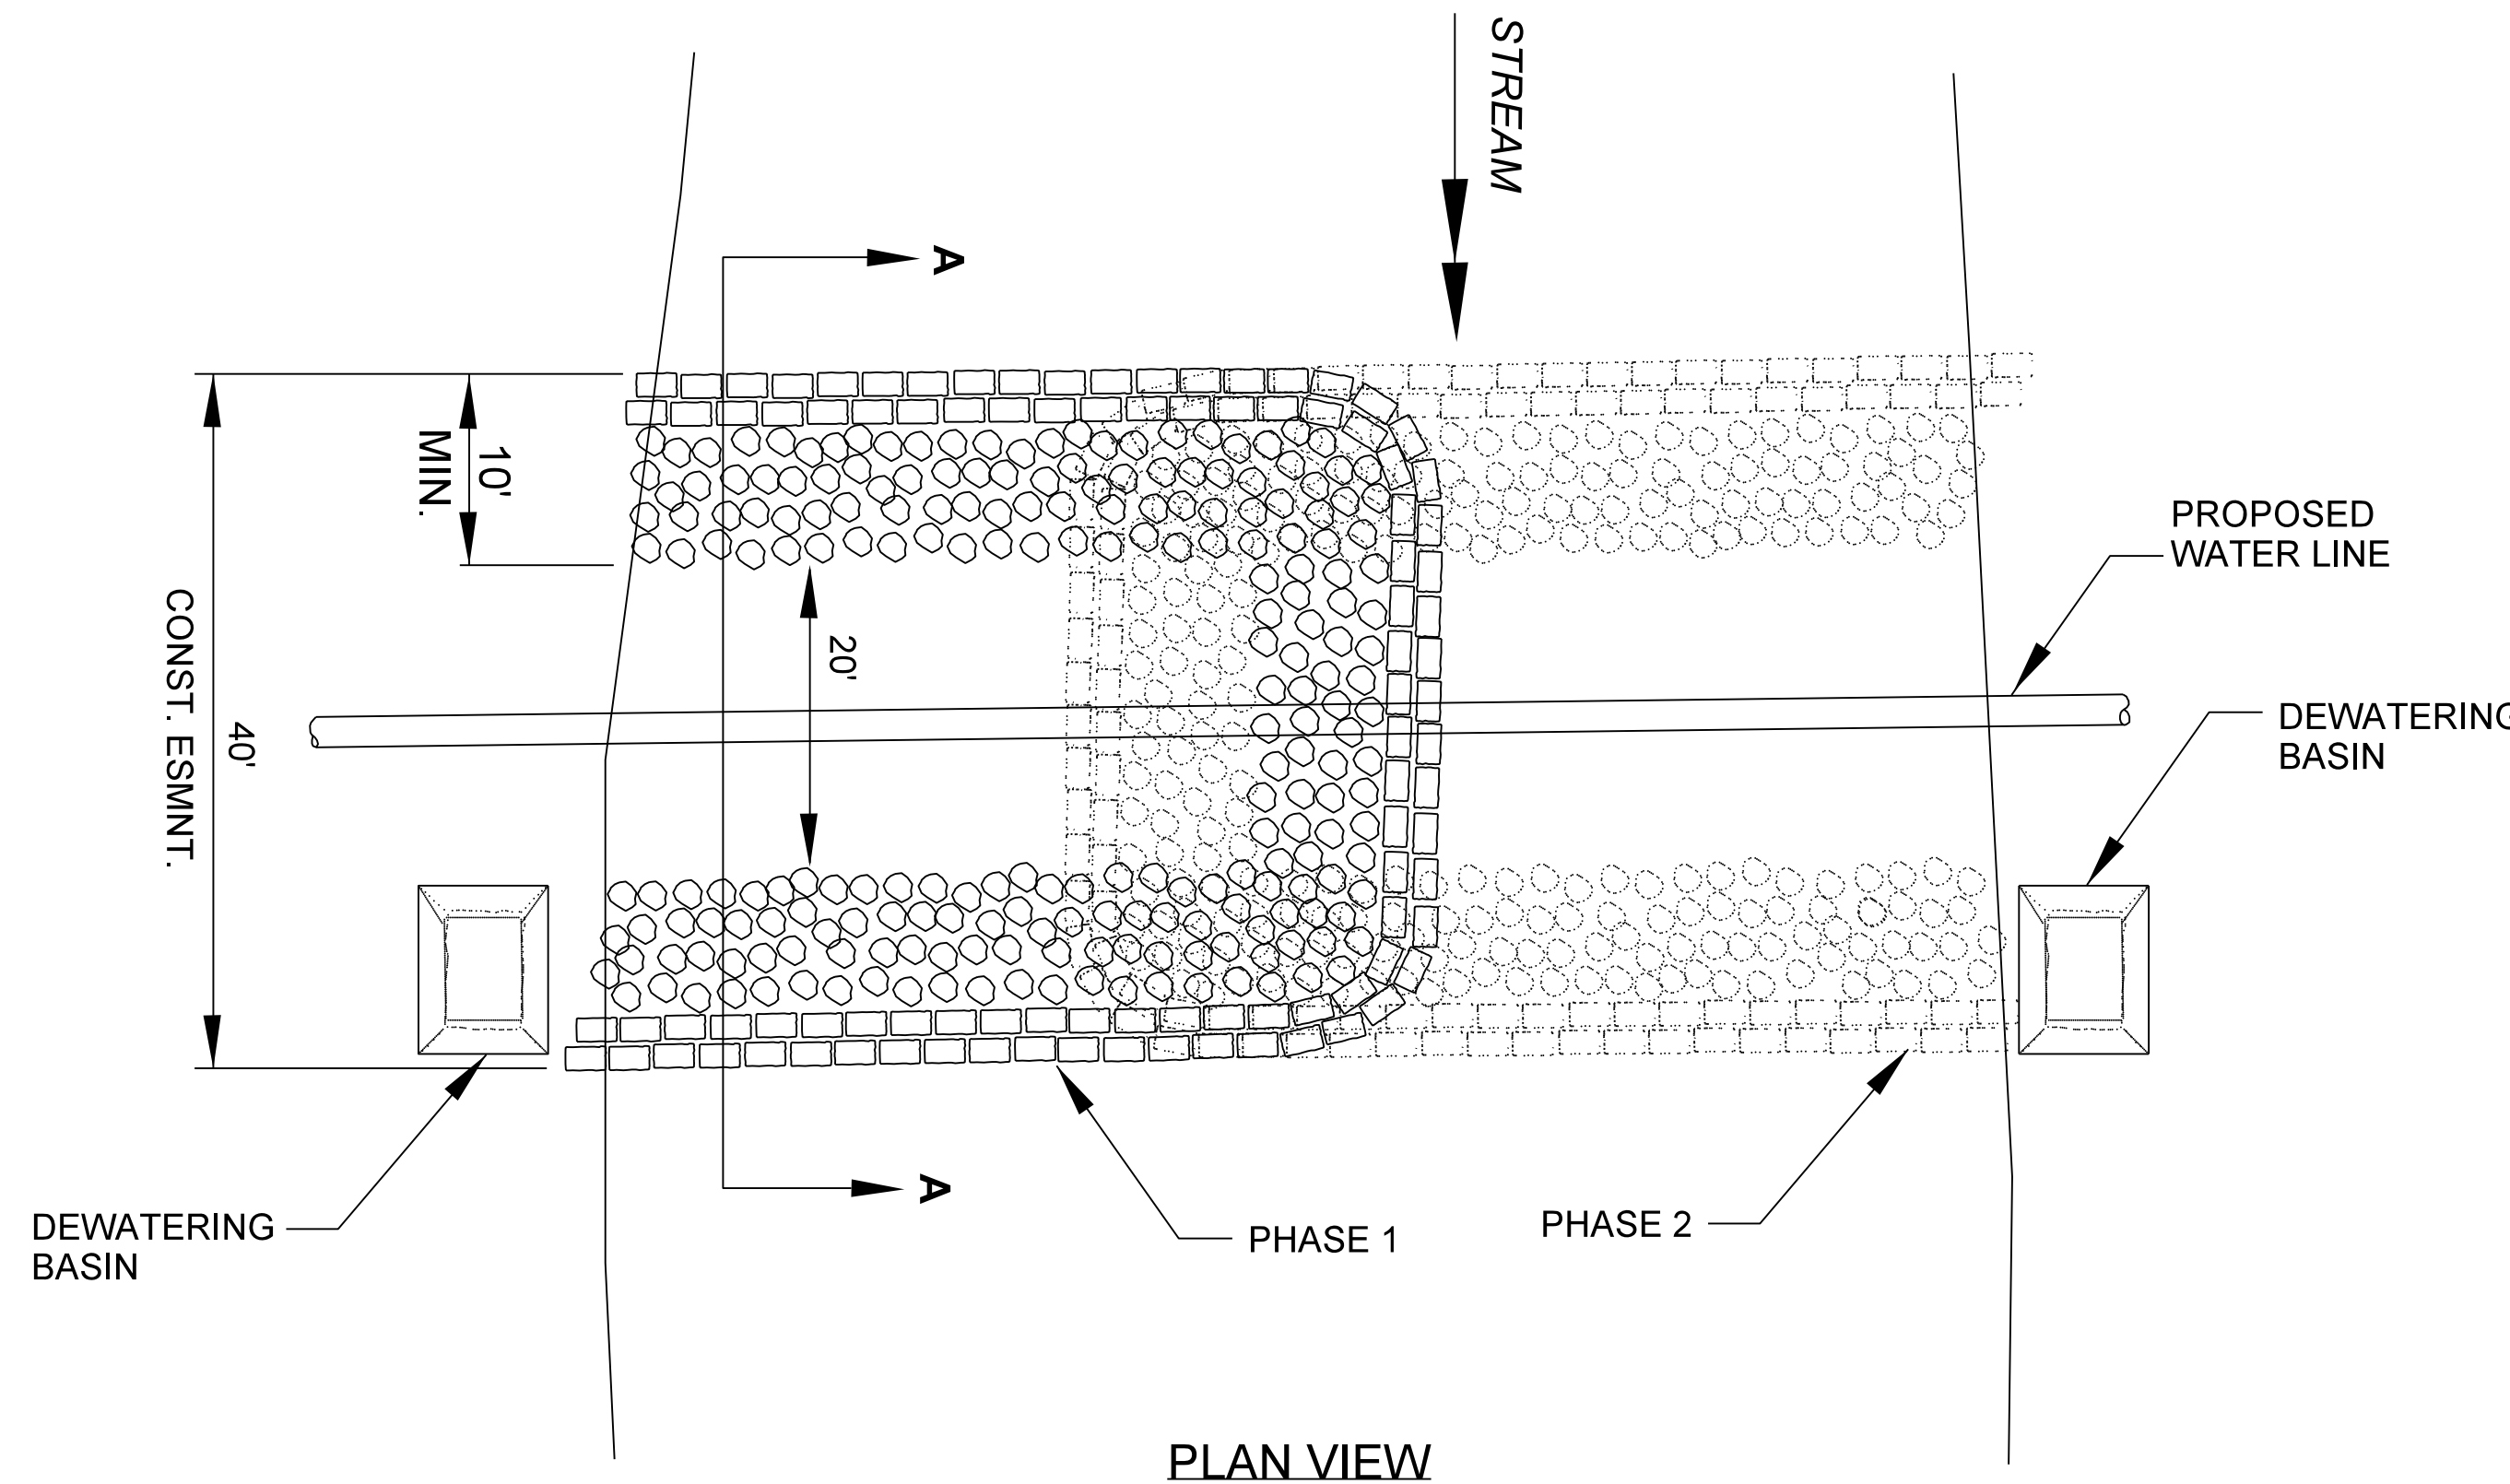 STREAM
A
10'
MIN.
PROPOSED
WATER LINE
20'
CONST. ESMNT.
40'
DEWATERING
BASIN
A
DEWATERING
BASIN
PHASE 1
PHASE 2
PLAN VIEW